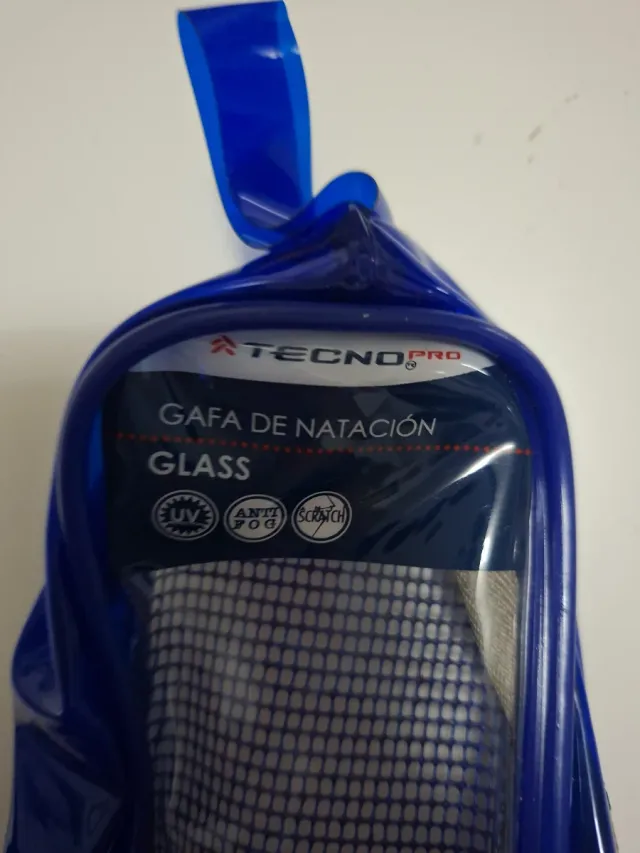 TECNOPRO
GAFA DE NATACIÓN
GLASS
UV
ANTI
FOG
SCRATCH